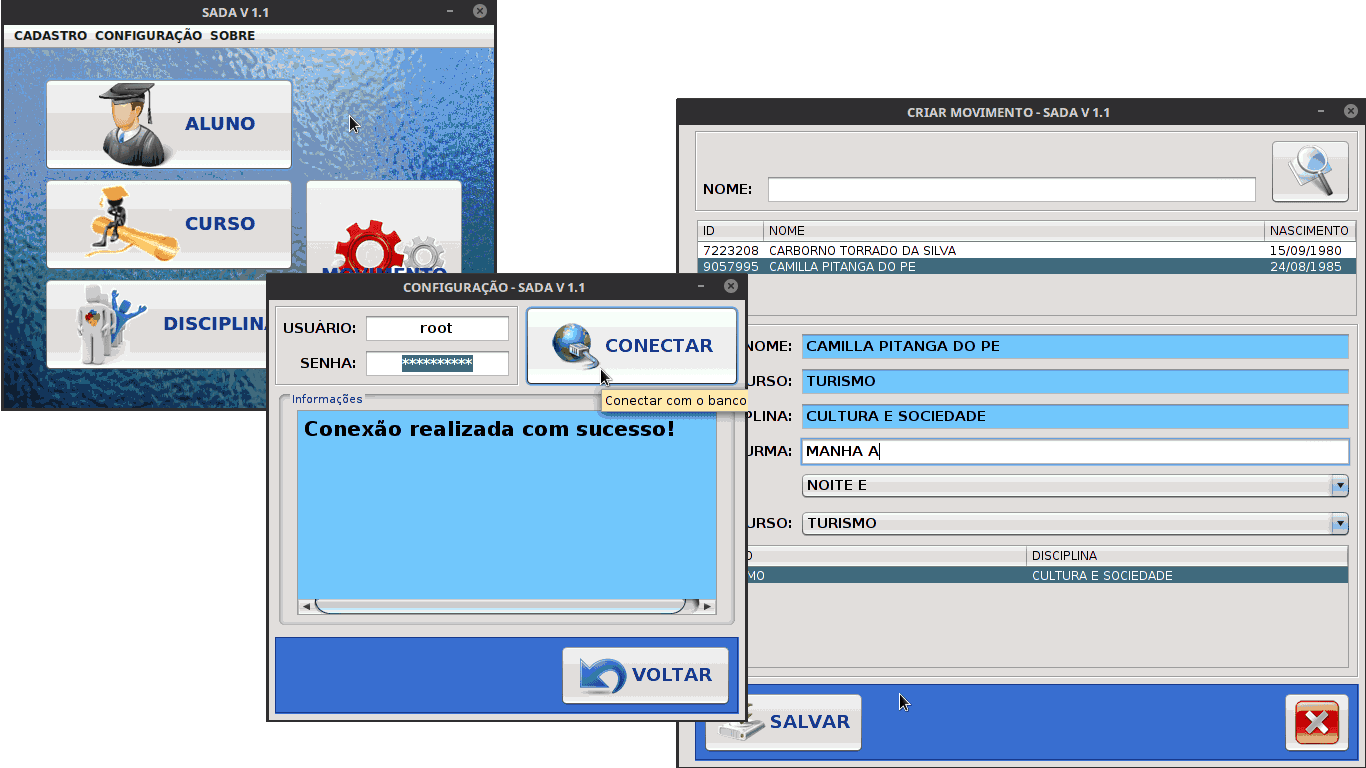 SADA V 1.1
CADASTRO CONFIGURAÇÃO SOBRE
ALUNO
CURSO
MOVIMENTO
DISCIPLINA
CONFIGURAÇÃO - SADA V 1.1
USUÁRIO: root
SENHA: **********
CONECTAR
Conectar com o banco
Informações
Conexão realizada com sucesso!
VOLTAR
CRIAR MOVIMENTO - SADA V 1.1
NOME:
ID NOME NASCIMENTO
7223208 CARBORNO TORRADO DA SILVA 15/09/1980
9057995 CAMILLA PITANGA DO PE 24/08/1985
NOME: CAMILLA PITANGA DO PE
URSO: TURISMO
PLINA: CULTURA E SOCIEDADE
URMA: MANHA A
NOITE E
URSO: TURISMO
O DISCIPLINA
MO CULTURA E SOCIEDADE
SALVAR